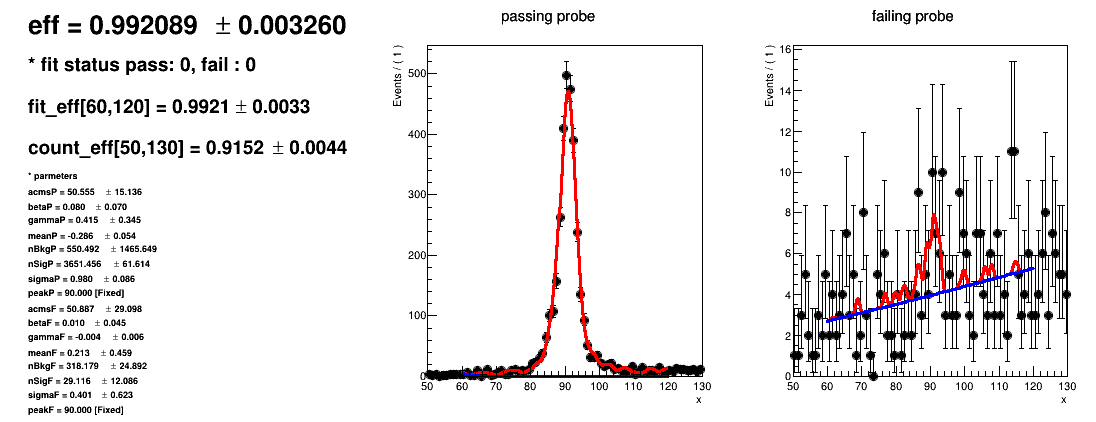 eff = 0.992089 ± 0.003260
* fit status pass: 0, fail : 0
fit_eff[60,120] = 0.9921 ± 0.0033
count_eff[50,130] = 0.9152 ± 0.0044
* parmeters
acmsP = 50.555 ± 15.136
betaP = 0.080 ± 0.070
gammaP = 0.415 ± 0.345
meanP = -0.286 ± 0.054
nBkgP = 550.492 ± 1465.649
nSigP = 3651.456 ± 61.614
sigmaP = 0.980 ± 0.086
peakP = 90.000 [Fixed]
acmsF = 50.887 ± 29.098
betaF = 0.010 ± 0.045
gammaF = -0.004 ± 0.006
meanF = 0.213 ± 0.459
nBkgF = 318.179 ± 24.892
nSigF = 29.116 ± 12.086
sigmaF = 0.401 ± 0.623
peakF = 90.000 [Fixed]
passing probe
Events / ( 1 )
500
400
300
200
100
0
50 60 70 80 90 100 110 120 130
x
failing probe
Events / ( 1 )
16
14
12
10
8
6
4
2
0
50 60 70 80 90 100 110 120 130
x